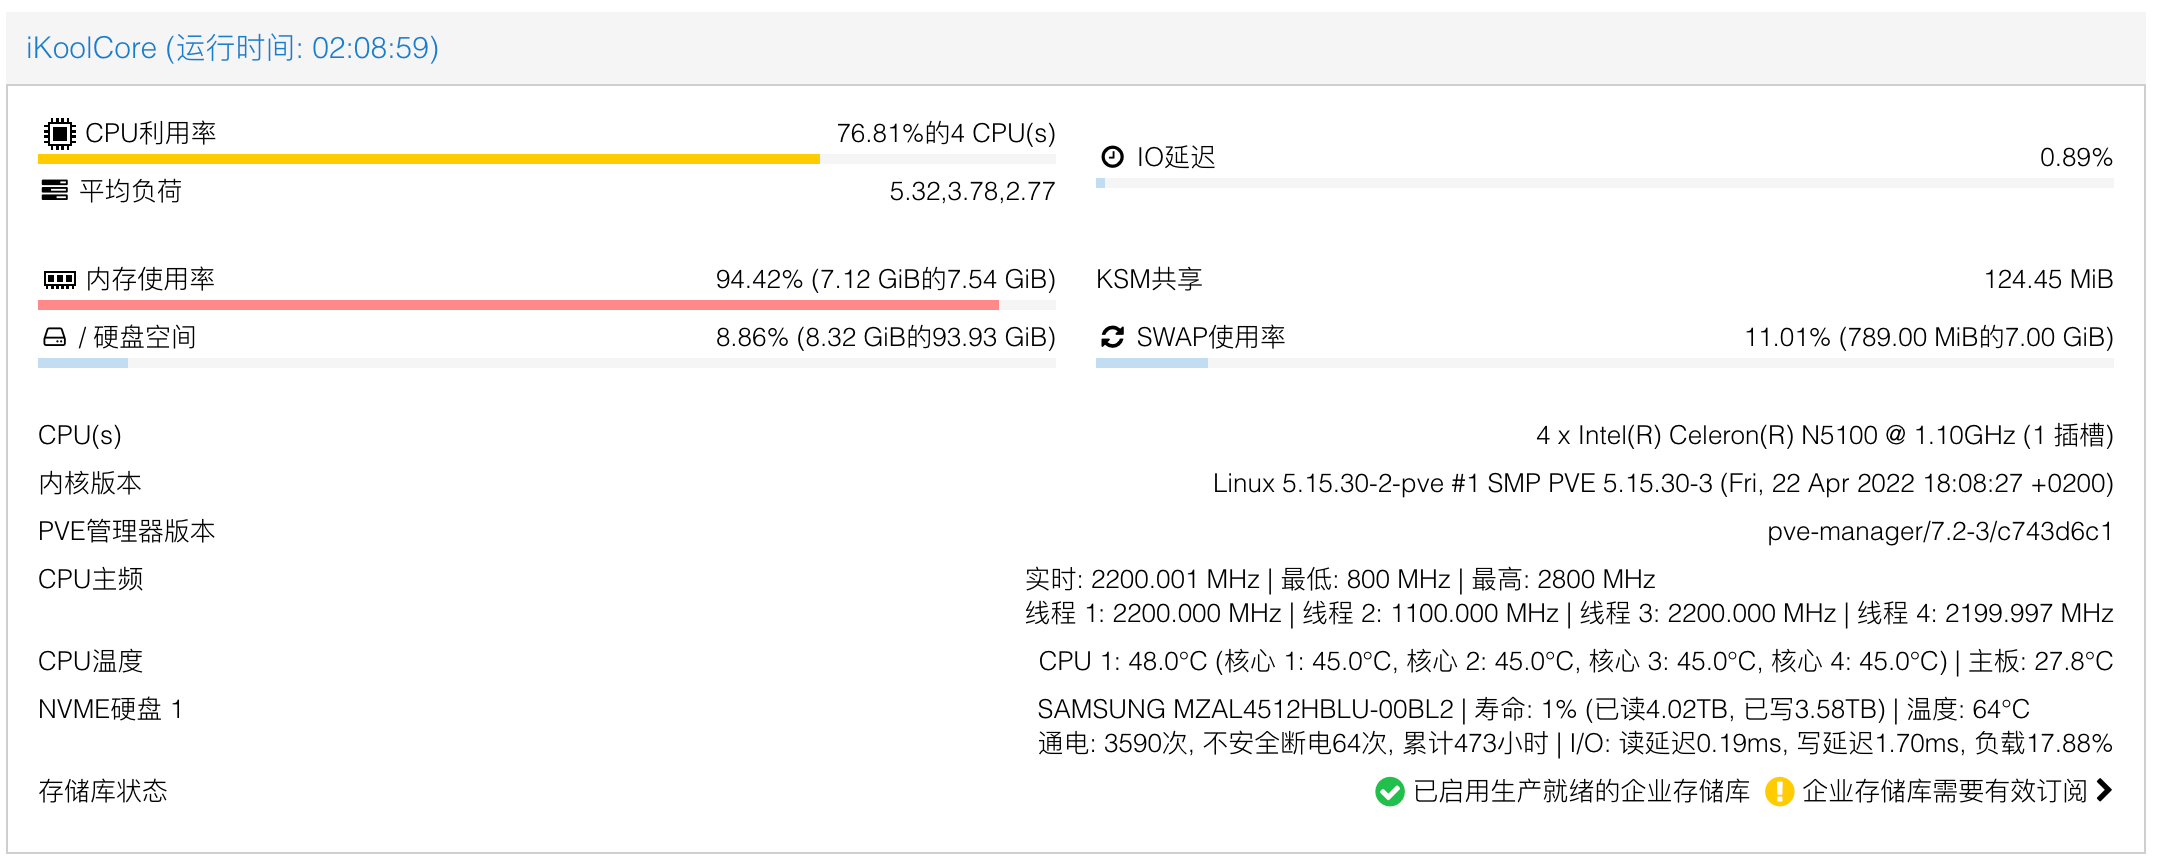 iKoolCore (运行时间: 02:08:59)
CPU利用率 76.81%的4 CPU(s)
IO延迟 0.89%
平均负荷 5.32,3.78,2.77
内存使用率 94.42% (7.12 GiB的7.54 GiB)
KSM共享 124.45 MiB
/ 硬盘空间 8.86% (8.32 GiB的93.93 GiB)
SWAP使用率 11.01% (789.00 MiB的7.00 GiB)
CPU(s) 4 x Intel(R) Celeron(R) N5100 @ 1.10GHz (1 插槽)
内核版本 Linux 5.15.30-2-pve #1 SMP PVE 5.15.30-3 (Fri, 22 Apr 2022 18:08:27 +0200)
PVE管理器版本 pve-manager/7.2-3/c743d6c1
CPU主频 实时: 2200.001 MHz | 最低: 800 MHz | 最高: 2800 MHz
线程 1: 2200.000 MHz | 线程 2: 1100.000 MHz | 线程 3: 2200.000 MHz | 线程 4: 2199.997 MHz
CPU温度 CPU 1: 48.0°C (核心 1: 45.0°C, 核心 2: 45.0°C, 核心 3: 45.0°C, 核心 4: 45.0°C) | 主板: 27.8°C
NVME硬盘 1 SAMSUNG MZAL4512HBLU-00BL2 | 寿命: 1% (已读4.02TB, 已写3.58TB) | 温度: 64°C
通电: 3590次, 不安全断电64次, 累计473小时 | I/O: 读延迟0.19ms, 写延迟1.70ms, 负载17.88%
存储库状态 已启用生产就绪的企业存储库 企业存储库需要有效订阅